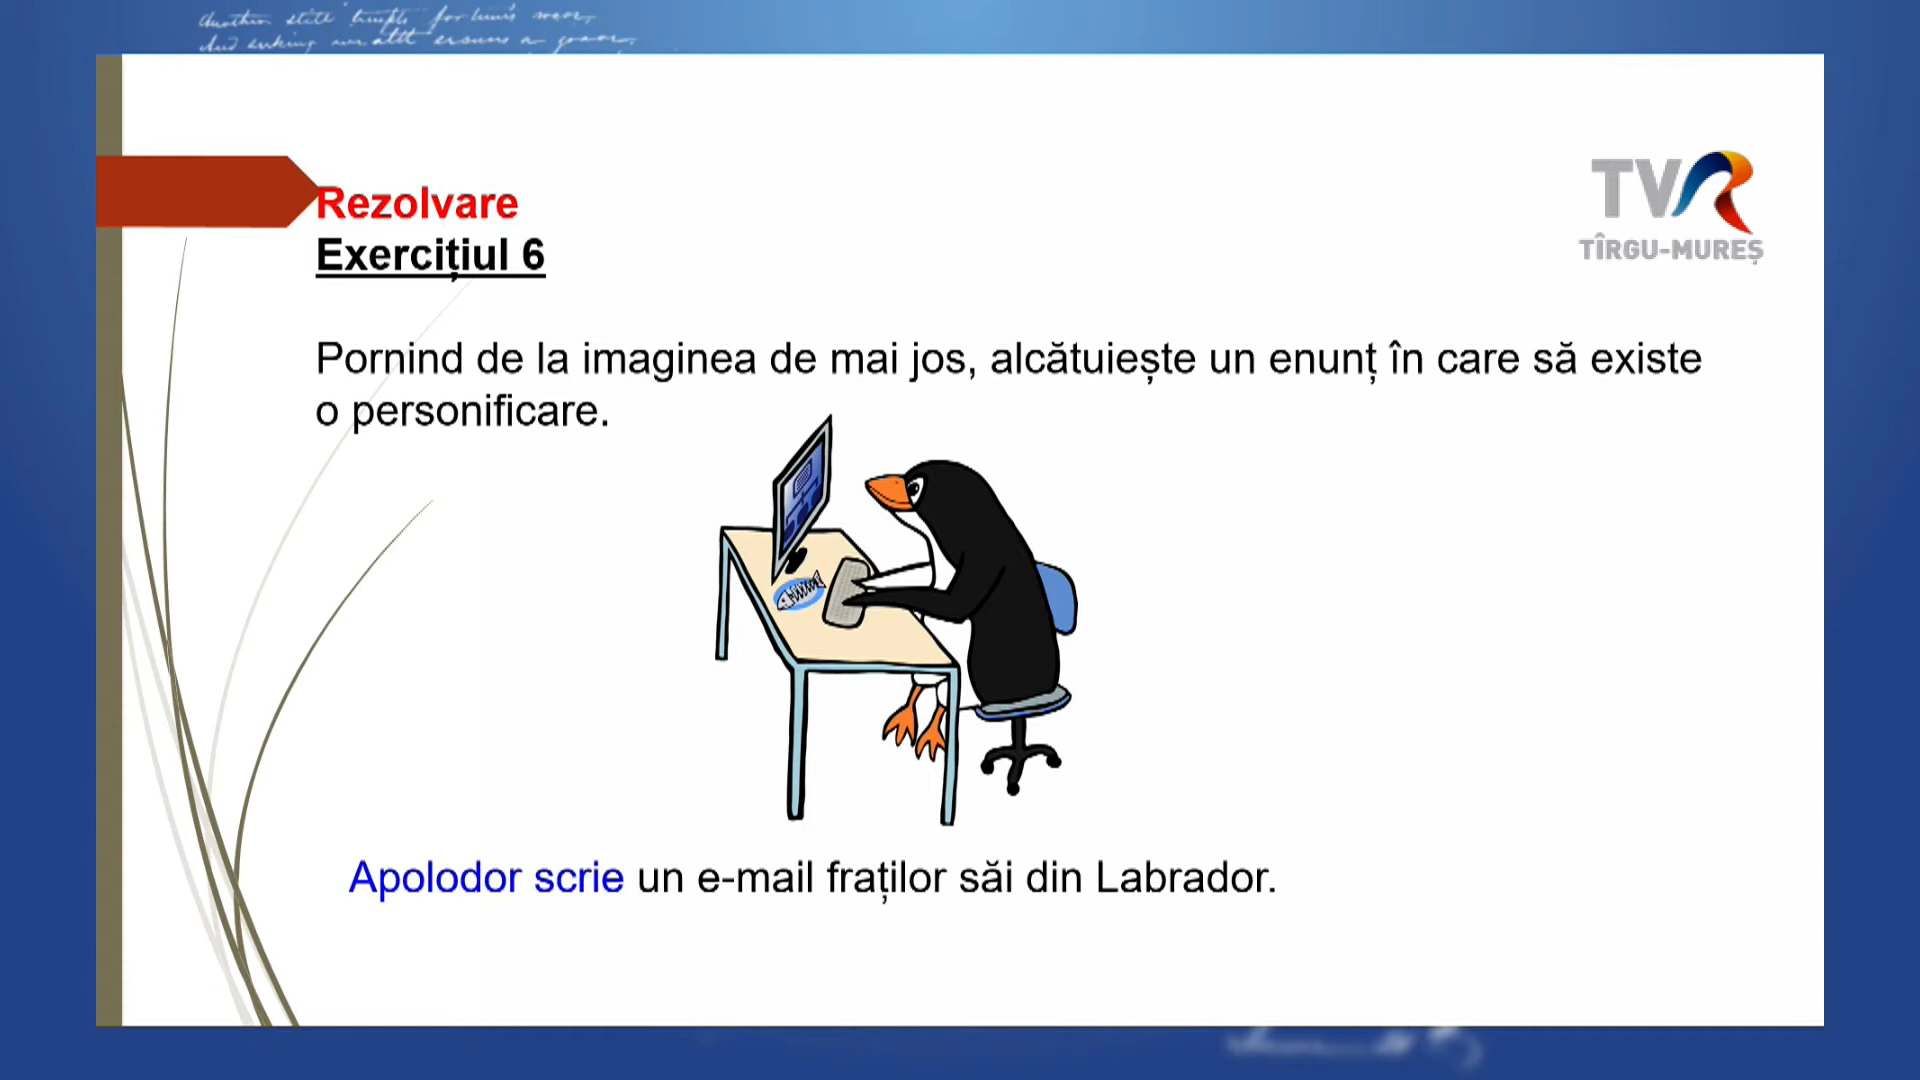 Rezolvare
Exercițiul 6
TVR
TÎRGU-MUREȘ
Pornind de la imaginea de mai jos, alcătuiește un enunț în care să existe
o personificare.
Apolodor scrie un e-mail fraților săi din Labrador.